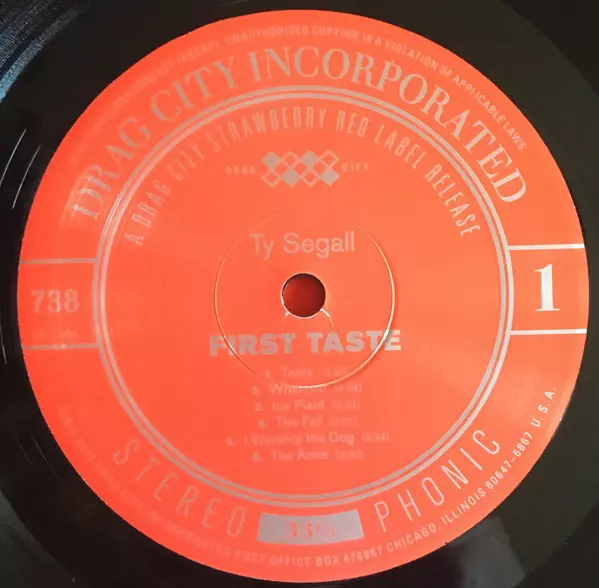 (ASCAP). UNAUTHORIZED COPYING IS A VIOLATION OF APPLICABLE LAWS.
DRAG CITY INCORPORATED
A DRAG CITY STRAWBERRY RED LABEL RELEASE
DRAG CITY
Ty Segall
738
1
FIRST TASTE
1. Taste
2. Whatever
3. Ice Plant
4. The Fall
5. I Worship the Dog
6. The Arms
STEREO PHONIC
POST OFFICE BOX 476867 CHICAGO, ILLINOIS 60647-6867 U.S.A.